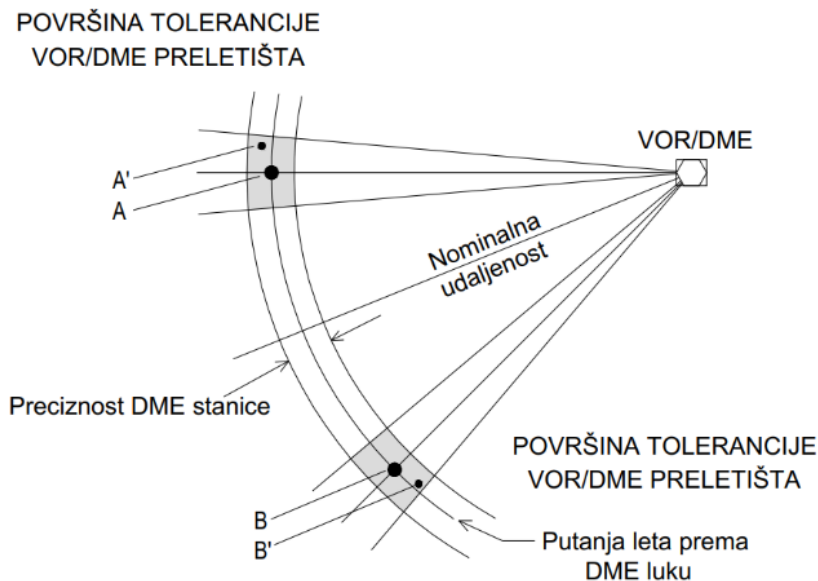 POVRŠINA TOLERANCIJE
VOR/DME PRELETIŠTA
VOR/DME
A'
A
Nominalna
udaljenost
Preciznost DME stanice
POVRŠINA TOLERANCIJE
VOR/DME PRELETIŠTA
B
B'
Putanja leta prema
DME luku